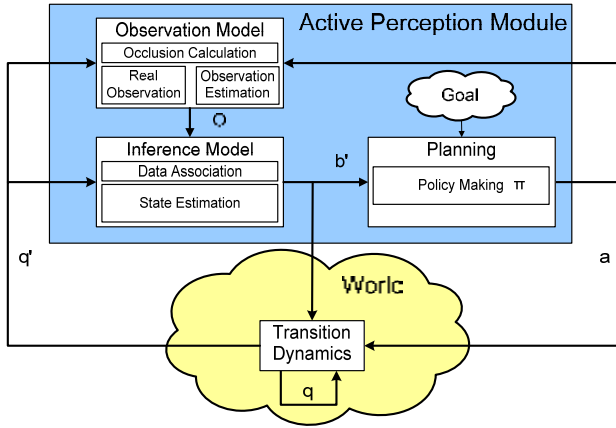 Active Perception Module
Observation Model
Occlusion Calculation
Real
Observation
Observation
Estimation
O
Goal
Inference Model
Data Association
State Estimation
b'
Planning
Policy Making π
q'
a
Worlc
Transition
Dynamics
q